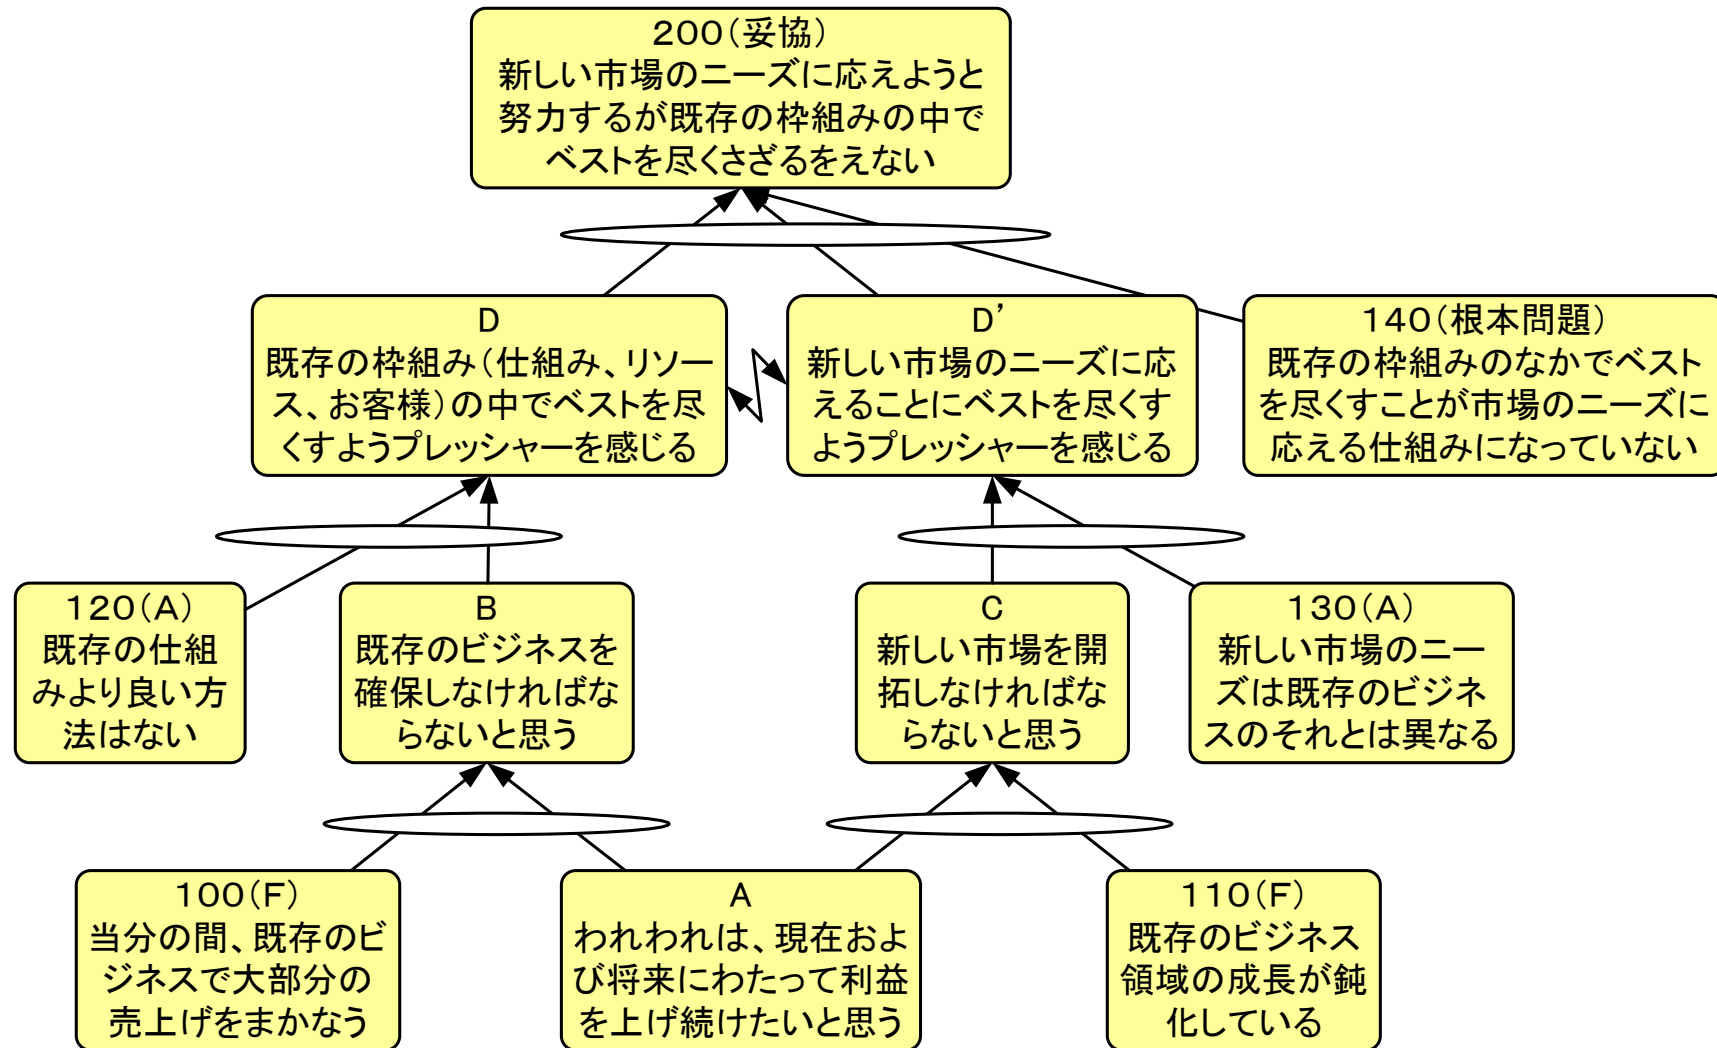 200(妥協)
新しい市場のニーズに応えようと
努力するが既存の枠組みの中で
ベストを尽くさざるをえない
D
既存の枠組み(仕組み、リソー
ス、お客様)の中でベストを尽
くすようプレッシャーを感じる
D’
新しい市場のニーズに応
えることにベストを尽くす
ようプレッシャーを感じる
140(根本問題)
既存の枠組みのなかでベスト
を尽くすことが市場のニーズに
応える仕組みになっていない
120(A)
既存の仕組
みより良い方
法はない
B
既存のビジネスを
確保しなければな
らないと思う
C
新しい市場を開
拓しなければな
らないと思う
130(A)
新しい市場のニー
ズは既存のビジネ
スのそれとは異なる
100(F)
当分の間、既存のビ
ジネスで大部分の
売上げをまかなう
A
われわれは、現在およ
び将来にわたって利益
を上げ続けたいと思う
110(F)
既存のビジネス
領域の成長が鈍
化している